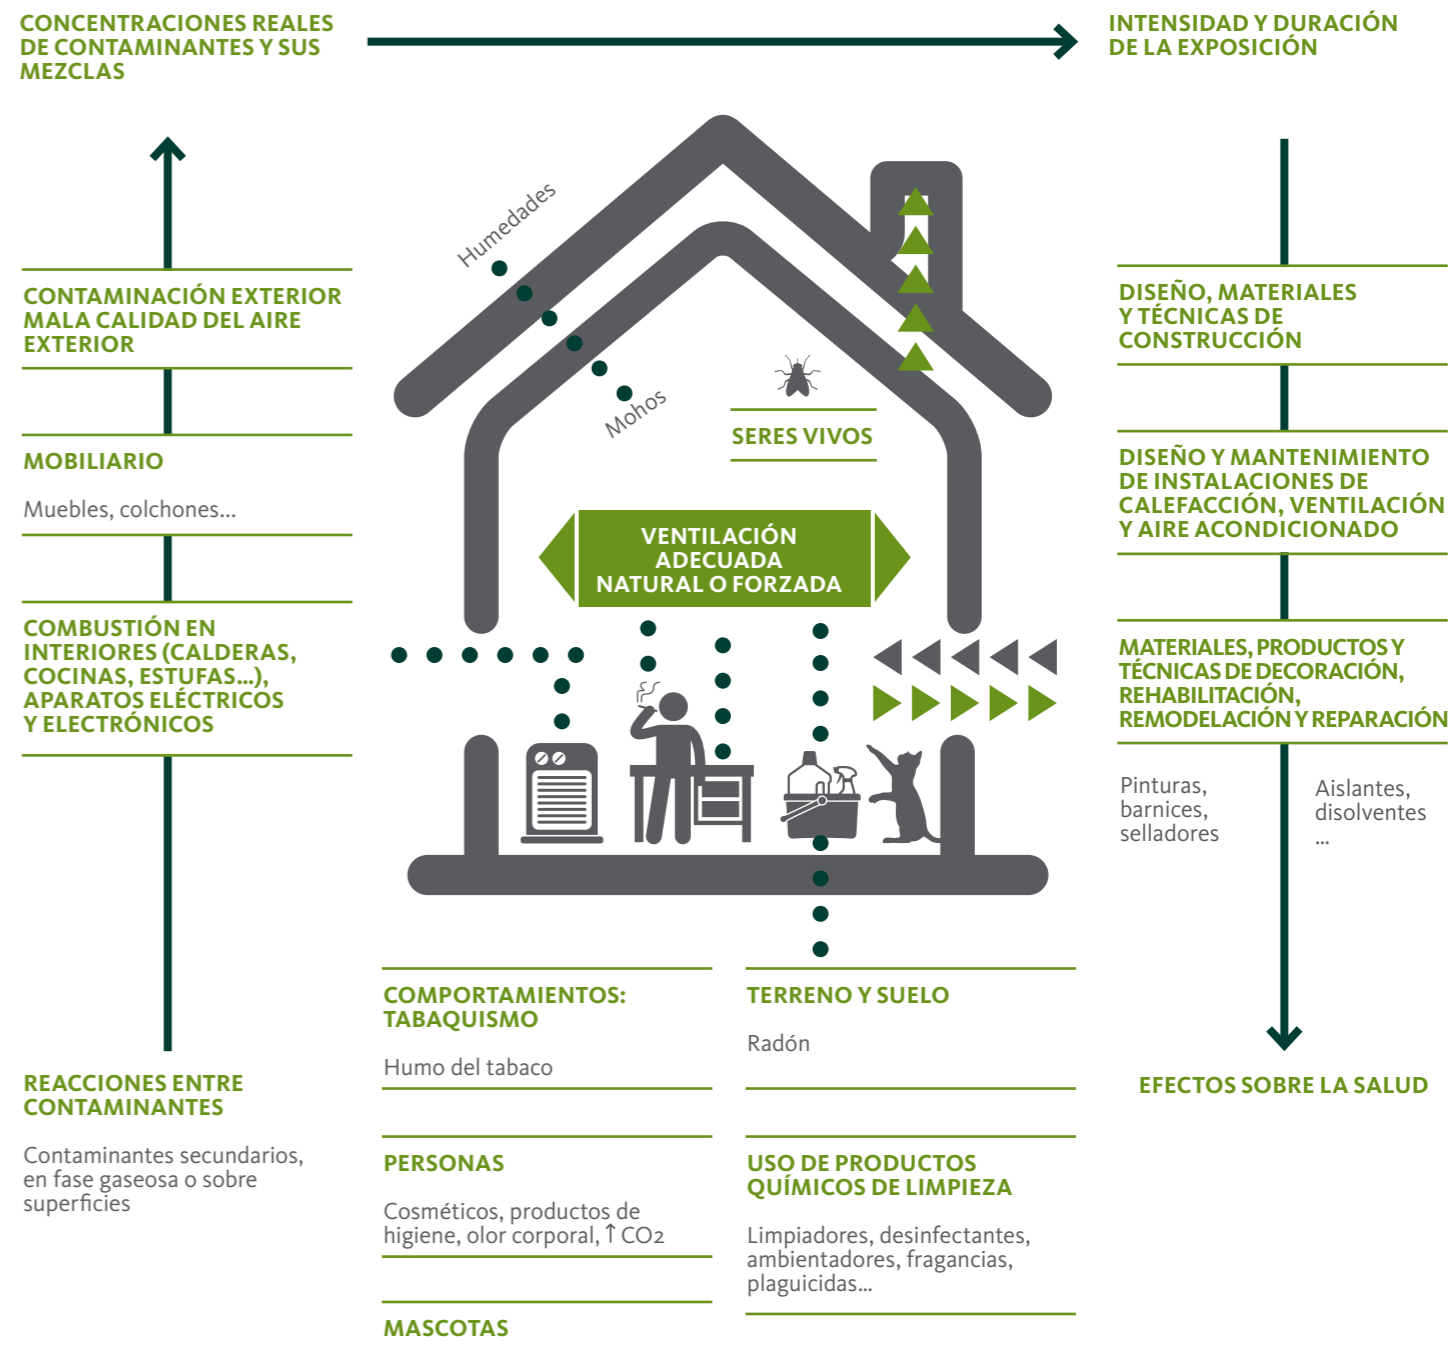 CONCENTRACIONES REALES
DE CONTAMINANTES Y SUS
MEZCLAS
INTENSIDAD Y DURACIÓN
DE LA EXPOSICIÓN
CONTAMINACIÓN EXTERIOR
MALA CALIDAD DEL AIRE
EXTERIOR
MOBILIARIO
Muebles, colchones...
COMBUSTIÓN EN
INTERIORES (CALDERAS,
COCINAS, ESTUFAS...),
APARATOS ELÉCTRICOS
Y ELECTRÓNICOS
REACCIONES ENTRE
CONTAMINANTES
Contaminantes secundarios,
en fase gaseosa o sobre
superficies
Humedades
Mohos
SERES VIVOS
VENTILACIÓN
ADECUADA
NATURAL O FORZADA
COMPORTAMIENTOS:
TABAQUISMO
Humo del tabaco
PERSONAS
Cosméticos, productos de
higiene, olor corporal, ↑ CO2
MASCOTAS
TERRENO Y SUELO
Radón
USO DE PRODUCTOS
QUÍMICOS DE LIMPIEZA
Limpiadores, desinfectantes,
ambientadores, fragancias,
plaguicidas...
DISEÑO, MATERIALES
Y TÉCNICAS DE
CONSTRUCCIÓN
DISEÑO Y MANTENIMIENTO
DE INSTALACIONES DE
CALEFACCIÓN, VENTILACIÓN
Y AIRE ACONDICIONADO
MATERIALES, PRODUCTOS Y
TÉCNICAS DE DECORACIÓN,
REHABILITACIÓN,
REMODELACIÓN Y REPARACIÓN
Pinturas,
barnices,
selladores
Aislantes,
disolventes
...
EFECTOS SOBRE LA SALUD